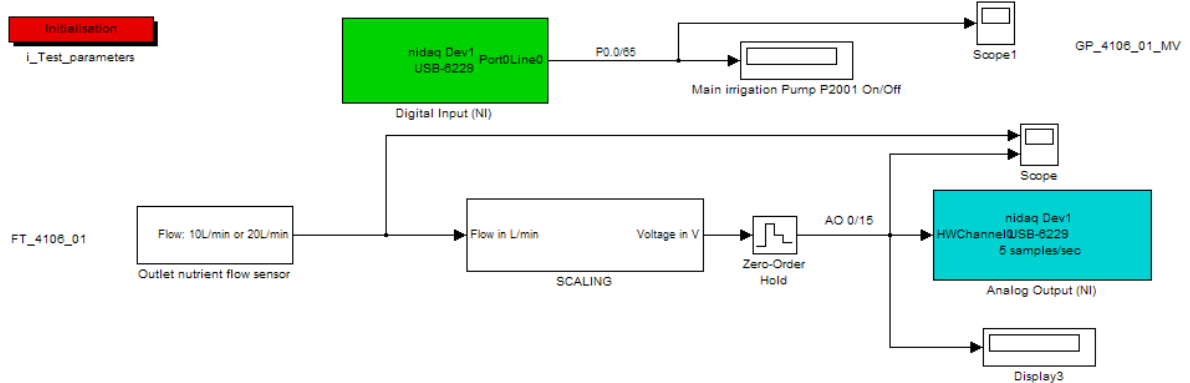 Initialisation
i_Test_parameters
nidaq Dev1
USB-6229
Port0Line0
Digital Input (NI)
P0.0/65
Main irrigation Pump P2001 On/Off
Scope1
GP_4106_01_MV
FT_4106_01
Flow: 10L/min or 20L/min
Outlet nutrient flow sensor
Flow in L/min
Voltage in V
SCALING
Zero-Order
Hold
AO 0/15
Scope
nidaq Dev1
HWChannel0
USB-6229
5 samples/sec
Analog Output (NI)
Display3